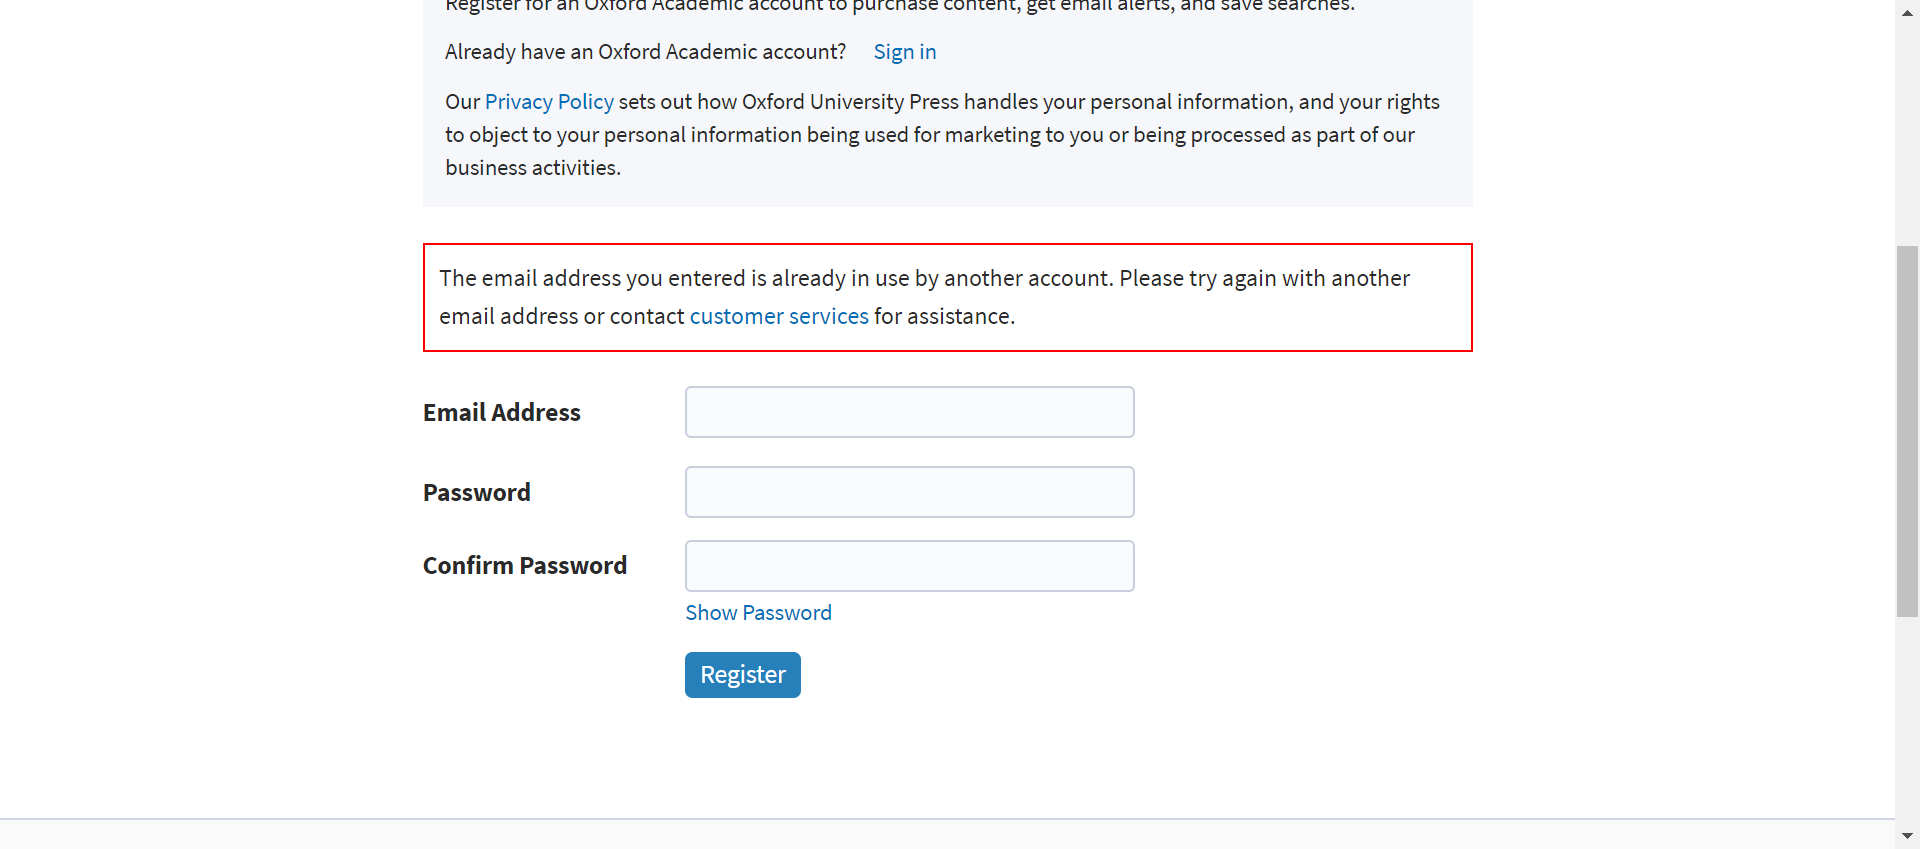 Register for an Oxford Academic account to purchase content, get email alerts, and save searches.
Already have an Oxford Academic account? Sign in
Our Privacy Policy sets out how Oxford University Press handles your personal information, and your rights
to object to your personal information being used for marketing to you or being processed as part of our
business activities.
The email address you entered is already in use by another account. Please try again with another
email address or contact customer services for assistance.
Email Address
Password
Confirm Password
Show Password
Register